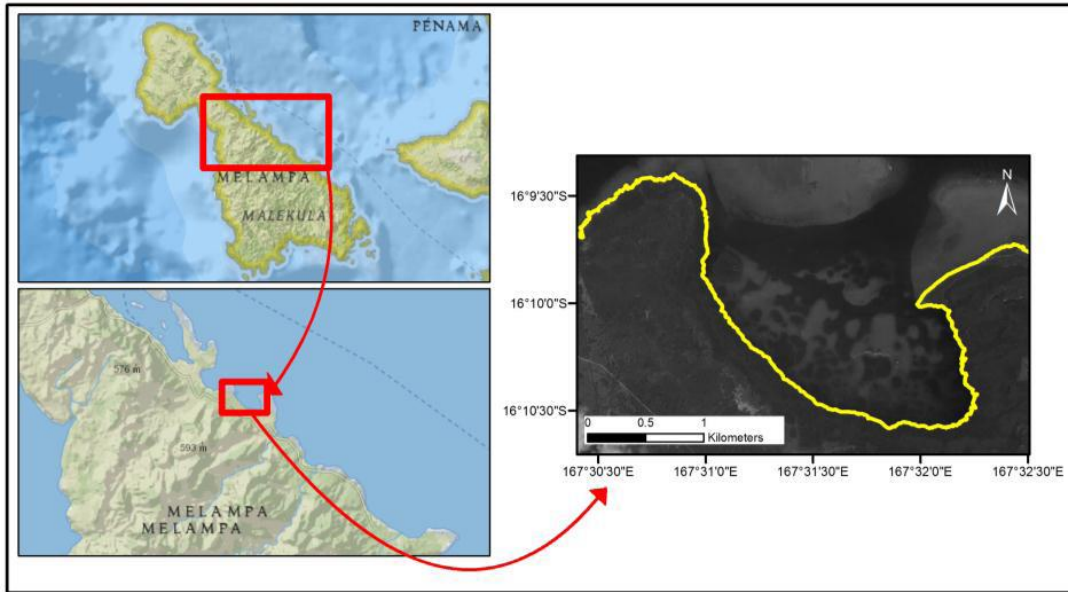 PÉNAMA
MELAMPA
MALEKULA
576 m
593 m
MELAMPA
MELAMPA
N
16°9'30"S
16°10'0"S
16°10'30"S
0 0.5 1
Kilometers
167°30'30"E 167°31'0"E 167°31'30"E 167°32'0"E 167°32'30"E